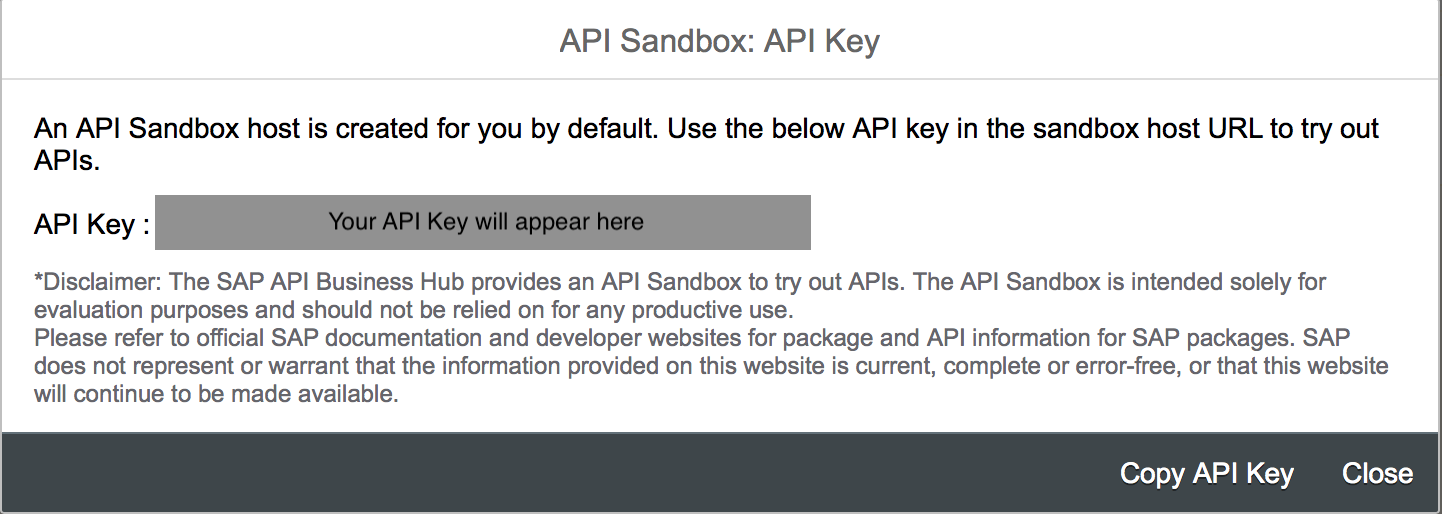 API Sandbox: API Key
An API Sandbox host is created for you by default. Use the below API key in the sandbox host URL to try out
APIs.
API Key : Your API Key will appear here
*Disclaimer: The SAP API Business Hub provides an API Sandbox to try out APIs. The API Sandbox is intended solely for
evaluation purposes and should not be relied on for any productive use.
Please refer to official SAP documentation and developer websites for package and API information for SAP packages. SAP
does not represent or warrant that the information provided on this website is current, complete or error-free, or that this website
will continue to be made available.
Copy API Key Close